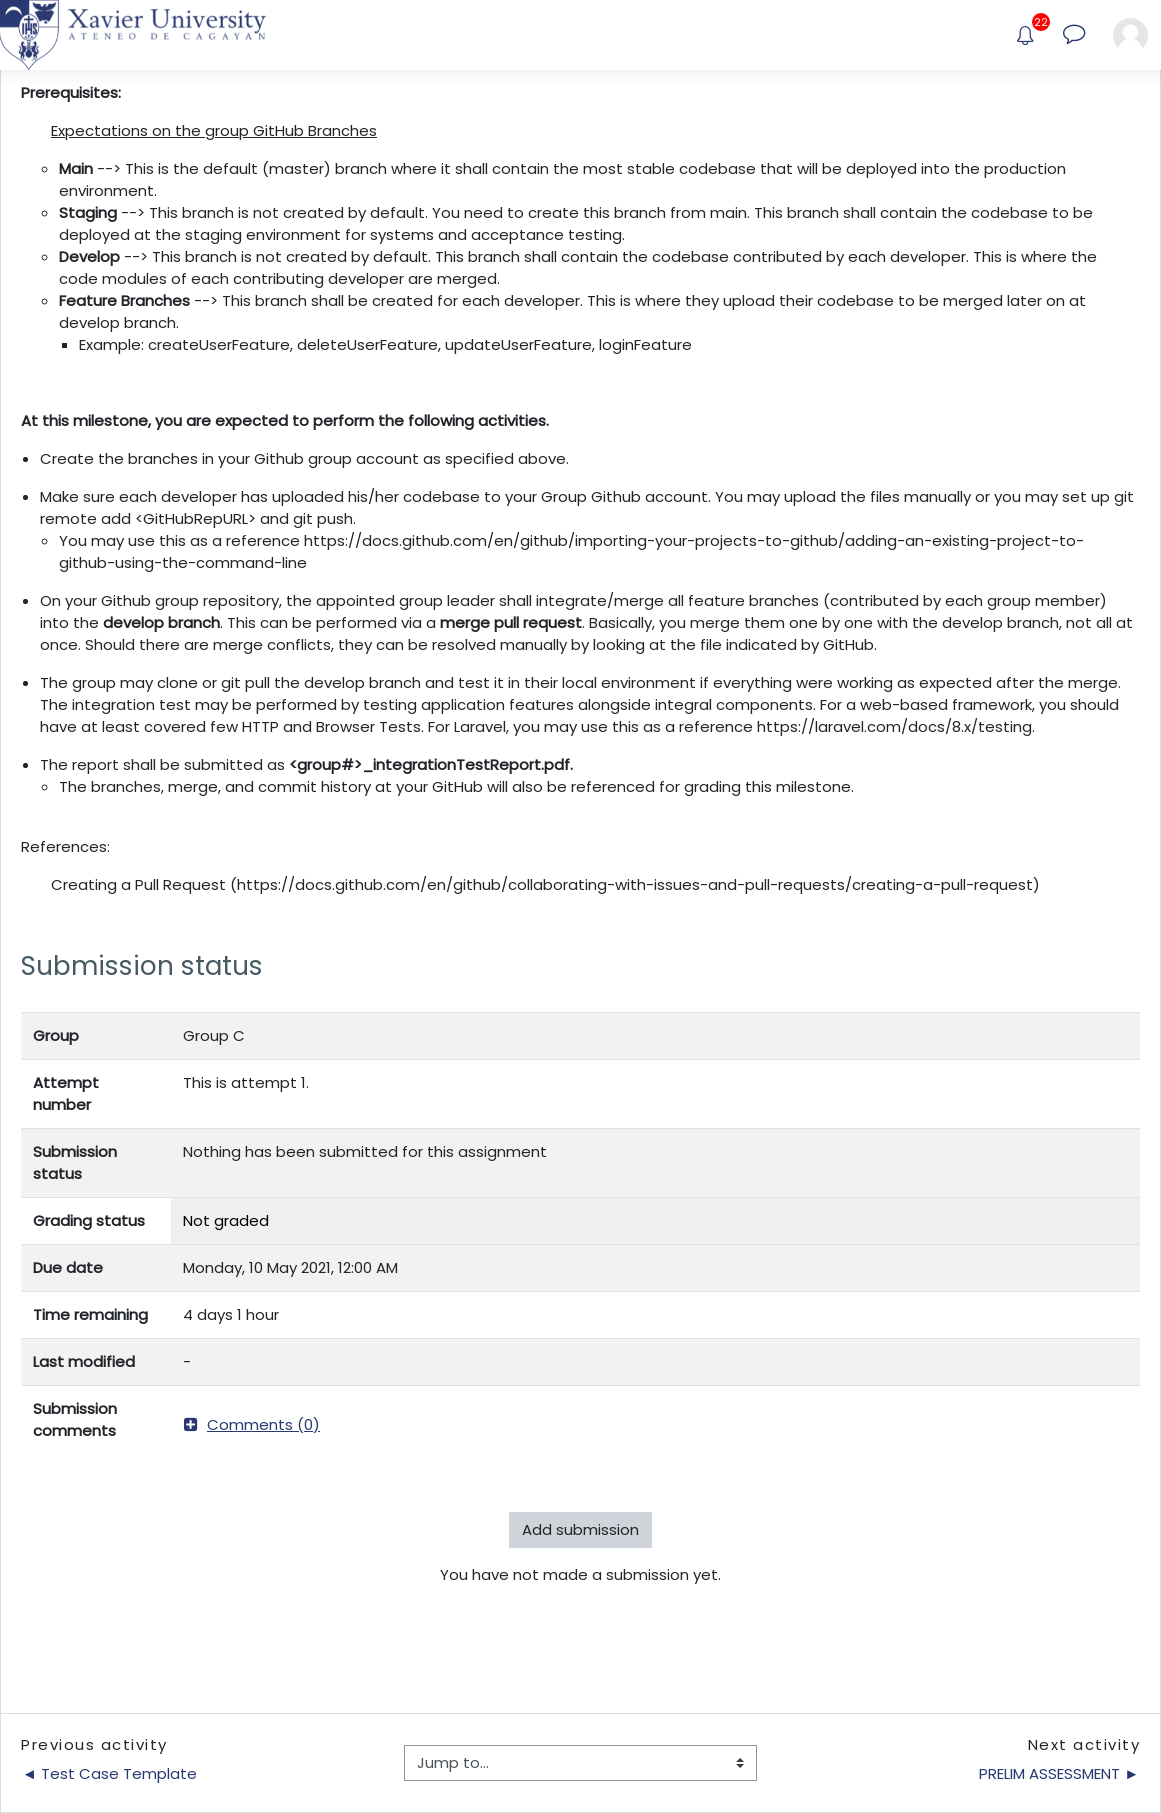 Xavier University
ATENEO DE CAGAYAN
22
Prerequisites:
Expectations on the group GitHub Branches
Main --> This is the default (master) branch where it shall contain the most stable codebase that will be deployed into the production
environment.
Staging --> This branch is not created by default. You need to create this branch from main. This branch shall contain the codebase to be
deployed at the staging environment for systems and acceptance testing.
Develop --> This branch is not created by default. This branch shall contain the codebase contributed by each developer. This is where the
code modules of each contributing developer are merged.
Feature Branches --> This branch shall be created for each developer. This is where they upload their codebase to be merged later on at
develop branch.
Example: createUserFeature, deleteUserFeature, updateUserFeature, loginFeature
At this milestone, you are expected to perform the following activities.
Create the branches in your Github group account as specified above.
Make sure each developer has uploaded his/her codebase to your Group Github account. You may upload the files manually or you may set up git
remote add <GitHubRepURL> and git push.
You may use this as a reference https://docs.github.com/en/github/importing-your-projects-to-github/adding-an-existing-project-to-
github-using-the-command-line
On your Github group repository, the appointed group leader shall integrate/merge all feature branches (contributed by each group member)
into the develop branch. This can be performed via a merge pull request. Basically, you merge them one by one with the develop branch, not all at
once. Should there are merge conflicts, they can be resolved manually by looking at the file indicated by GitHub.
The group may clone or git pull the develop branch and test it in their local environment if everything were working as expected after the merge.
The integration test may be performed by testing application features alongside integral components. For a web-based framework, you should
have at least covered few HTTP and Browser Tests. For Laravel, you may use this as a reference https://laravel.com/docs/8.x/testing.
The report shall be submitted as <group#>_integrationTestReport.pdf.
The branches, merge, and commit history at your GitHub will also be referenced for grading this milestone.
References:
Creating a Pull Request (https://docs.github.com/en/github/collaborating-with-issues-and-pull-requests/creating-a-pull-request)
Submission status
Group Group C
Attempt This is attempt 1.
number
Submission Nothing has been submitted for this assignment
status
Grading status Not graded
Due date Monday, 10 May 2021, 12:00 AM
Time remaining 4 days 1 hour
Last modified -
Submission
comments Comments (0)
Add submission
You have not made a submission yet.
Previous activity
◄ Test Case Template
Jump to...
Next activity
PRELIM ASSESSMENT ►